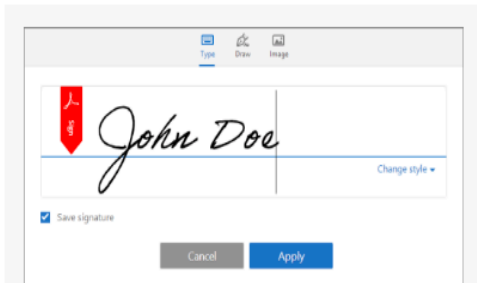 Type Draw Image
Sign
John Doe
Change style
Save signature
Cancel Apply